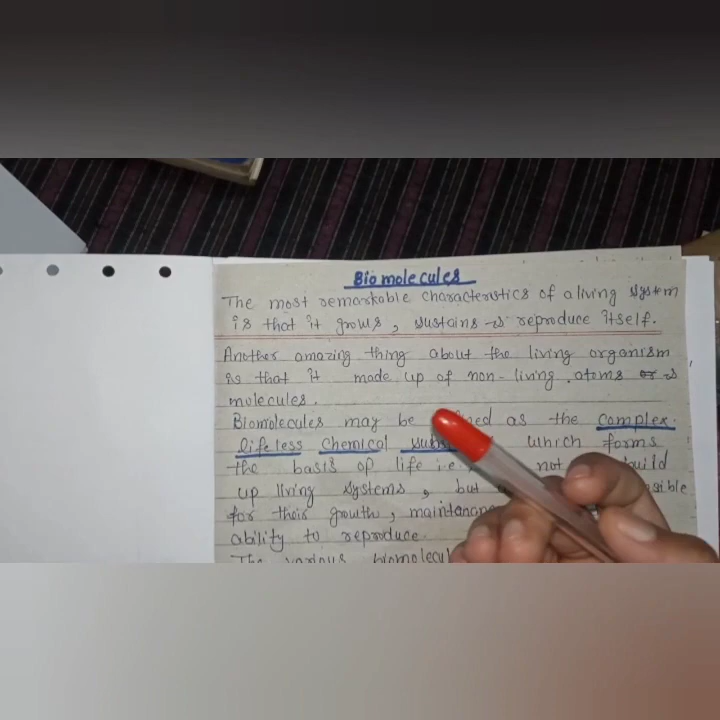 Biomolecules
The most remarkable characteristics of a living system
is that it grows, sustains & reproduce itself.
Another amazing thing about the living organism
is that it made up of non-living atoms &
molecules.
Biomolecules may be as the complex
lifeless chemical which forms
the basis of life i.e. not build
up living systems, but
for their growth,
ability to reproduce.
The various